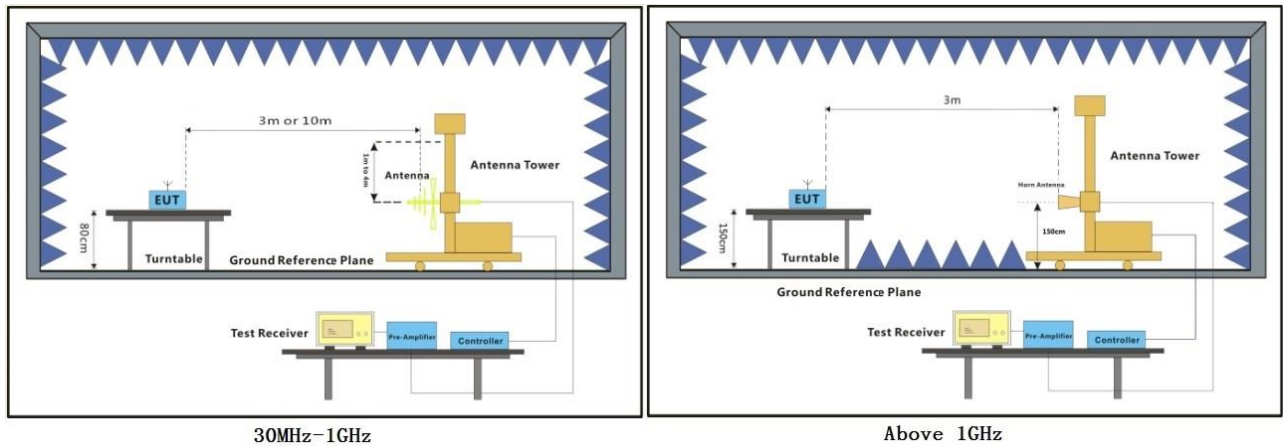 3m or 10m
1m to 4m
Antenna
Antenna Tower
EUT
80cm
Turntable
Ground Reference Plane
Test Receiver
Pre-Amplifier
Controller
30MHz-1GHz
3m
Antenna Tower
Horn Antenna
EUT
150cm
150cm
Turntable
Ground Reference Plane
Test Receiver
Pre-Amplifier
Controller
Above 1GHz